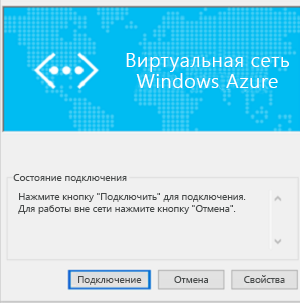 Виртуальная сеть
Windows Azure
Состояние подключения
Нажмите кнопку "Подключить" для подключения.
Для работы вне сети нажмите кнопку "Отмена".
Подключение
Отмена
Свойства